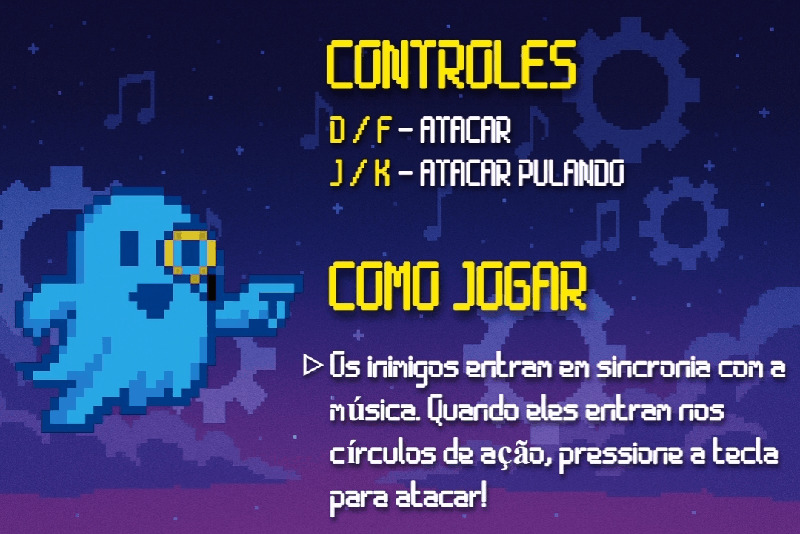 CONTROLES
D / F - ATACAR
J / K - ATACAR PULANDO
COMO JOGAR
Os inimigos entram em sincronia com a
música. Quando eles entram nos
círculos de ação, pressione a tecla
para atacar!